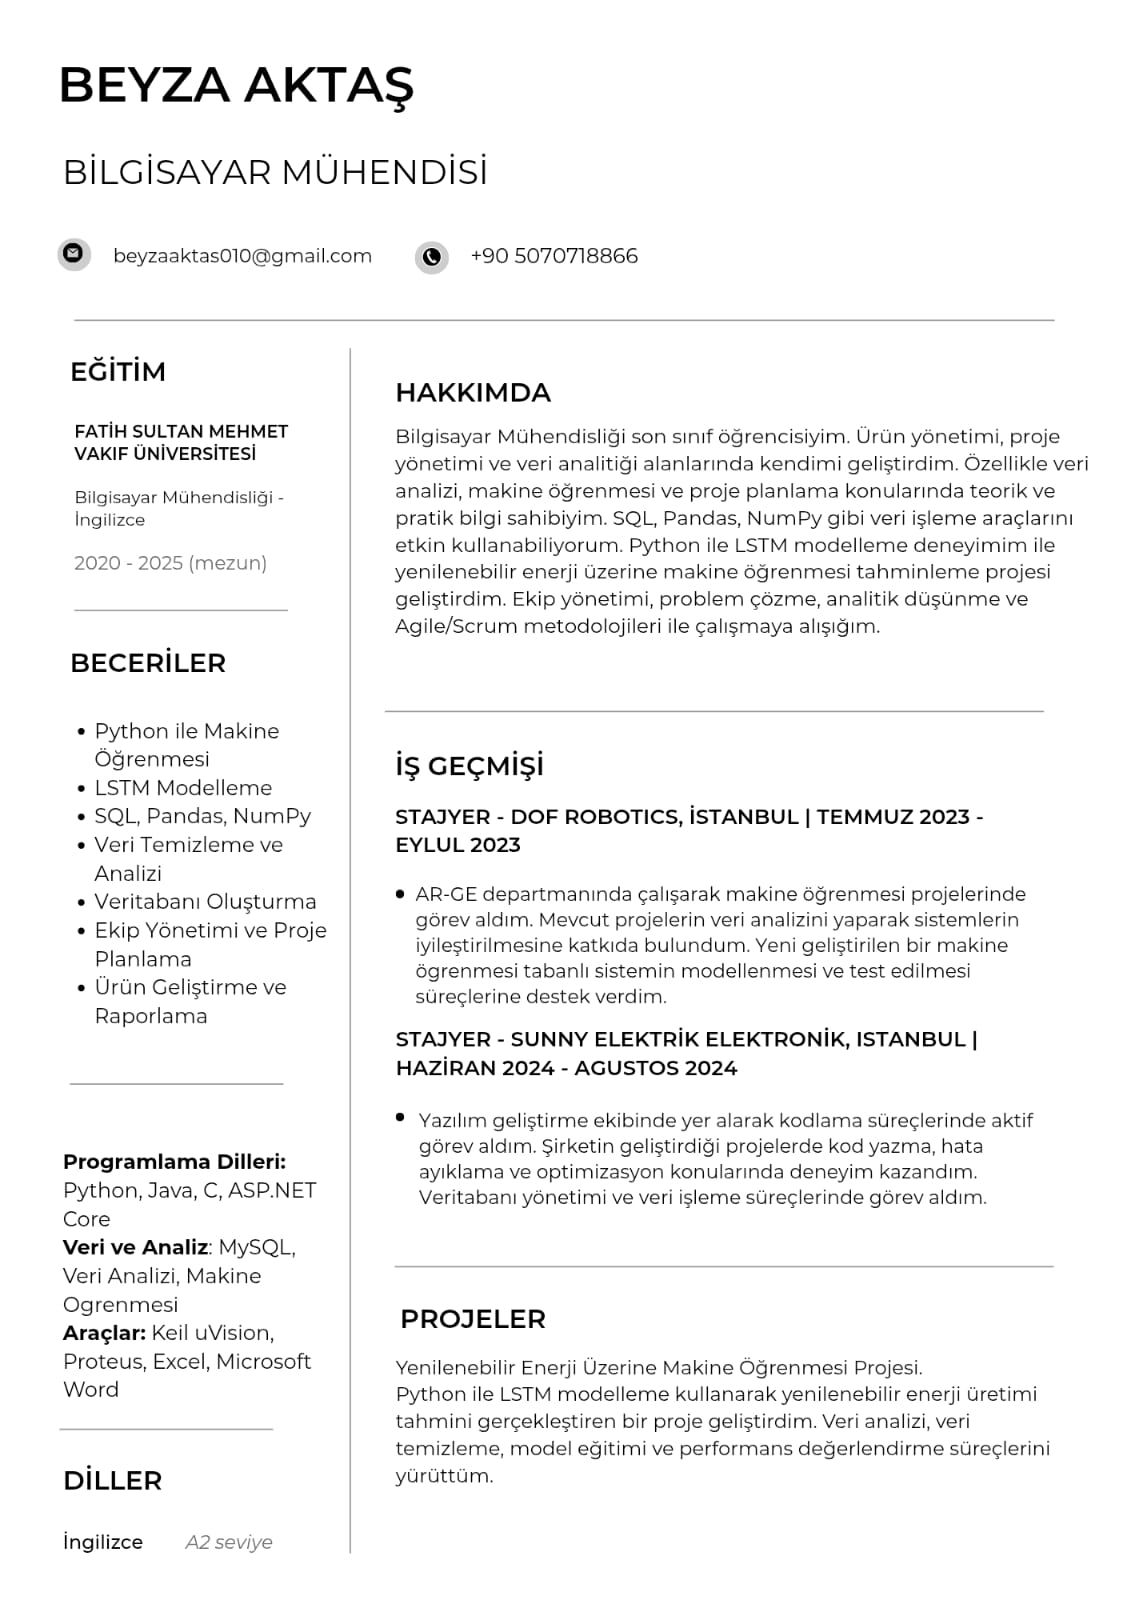 BEYZA AKTAŞ
BİLGİSAYAR MÜHENDİSİ
beyzaaktas010@gmail.com
+90 5070718866
EĞİTİM
FATİH SULTAN MEHMET
VAKIF ÜNİVERSİTESİ
Bilgisayar Mühendisliği -
İngilizce
2020 - 2025 (mezun)
BECERİLER
• Python ile Makine
Öğrenmesi
• LSTM Modelleme
• SQL, Pandas, NumPy
• Veri Temizleme ve
Analizi
• Veritabanı Oluşturma
• Ekip Yönetimi ve Proje
Planlama
• Ürün Geliştirme ve
Raporlama
Programlama Dilleri:
Python, Java, C, ASP.NET
Core
Veri ve Analiz: MySQL,
Veri Analizi, Makine
Ogrenmesi
Araçlar: Keil uVision,
Proteus, Excel, Microsoft
Word
DİLLER
İngilizce A2 seviye
HAKKIMDA
Bilgisayar Mühendisliği son sınıf öğrencisiyim. Ürün yönetimi, proje
yönetimi ve veri analitiği alanlarında kendimi geliştirdim. Özellikle veri
analizi, makine öğrenmesi ve proje planlama konularında teorik ve
pratik bilgi sahibiyim. SQL, Pandas, NumPy gibi veri işleme araçlarını
etkin kullanabiliyorum. Python ile LSTM modelleme deneyimim ile
yenilenebilir enerji üzerine makine öğrenmesi tahminleme projesi
geliştirdim. Ekip yönetimi, problem çözme, analitik düşünme ve
Agile/Scrum metodolojileri ile çalışmaya alışığım.
İŞ GEÇMİŞİ
STAJYER - DOF ROBOTICS, İSTANBUL | TEMMUZ 2023 -
EYLUL 2023
• AR-GE departmanında çalışarak makine öğrenmesi projelerinde
görev aldım. Mevcut projelerin veri analizini yaparak sistemlerin
iyileştirilmesine katkıda bulundum. Yeni geliştirilen bir makine
ögrenmesi tabanlı sistemin modellenmesi ve test edilmesi
süreçlerine destek verdim.
STAJYER - SUNNY ELEKTRİK ELEKTRONİK, ISTANBUL |
HAZİRAN 2024 - AGUSTOS 2024
• Yazılım geliştirme ekibinde yer alarak kodlama süreçlerinde aktif
görev aldım. Şirketin geliştirdiği projelerde kod yazma, hata
ayıklama ve optimizasyon konularında deneyim kazandım.
Veritabanı yönetimi ve veri işleme süreçlerinde görev aldım.
PROJELER
Yenilenebilir Enerji Üzerine Makine Öğrenmesi Projesi.
Python ile LSTM modelleme kullanarak yenilenebilir enerji üretimi
tahmini gerçekleştiren bir proje geliştirdim. Veri analizi, veri
temizleme, model eğitimi ve performans değerlendirme süreçlerini
yürüttüm.